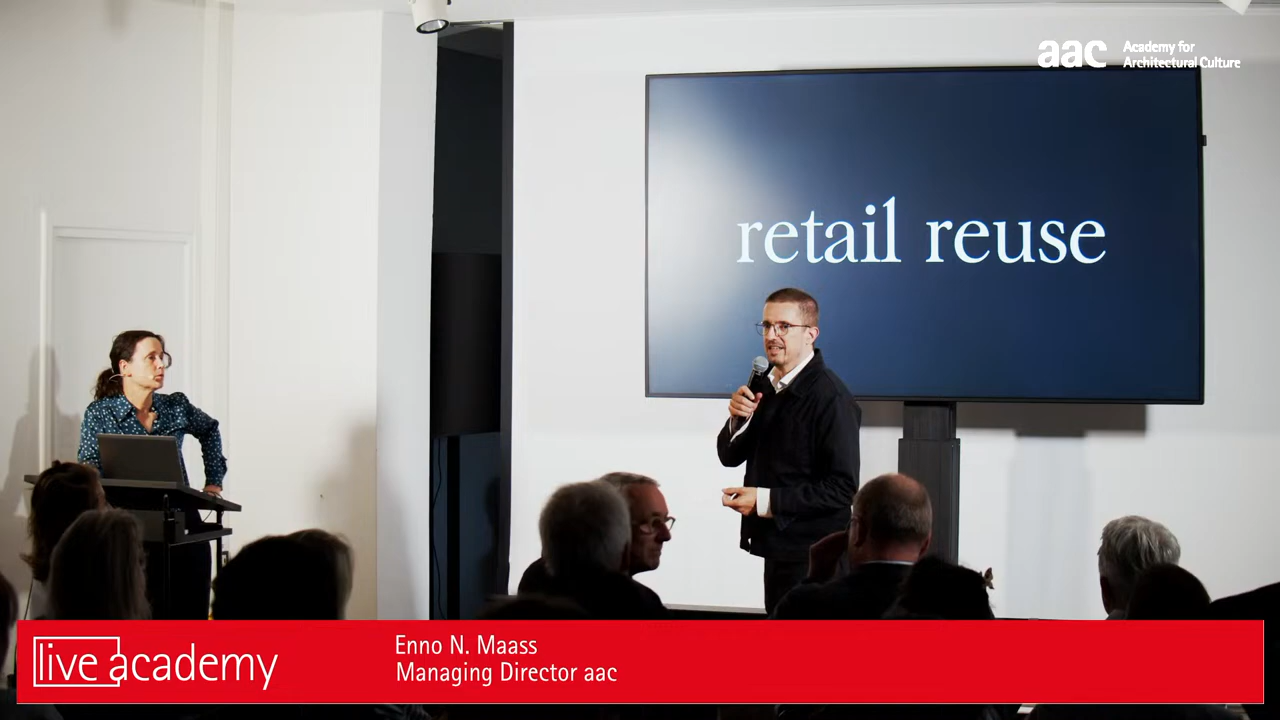 aac
Academy for
Architectural Culture
retail reuse
live academy
Enno N. Maass
Managing Director aac